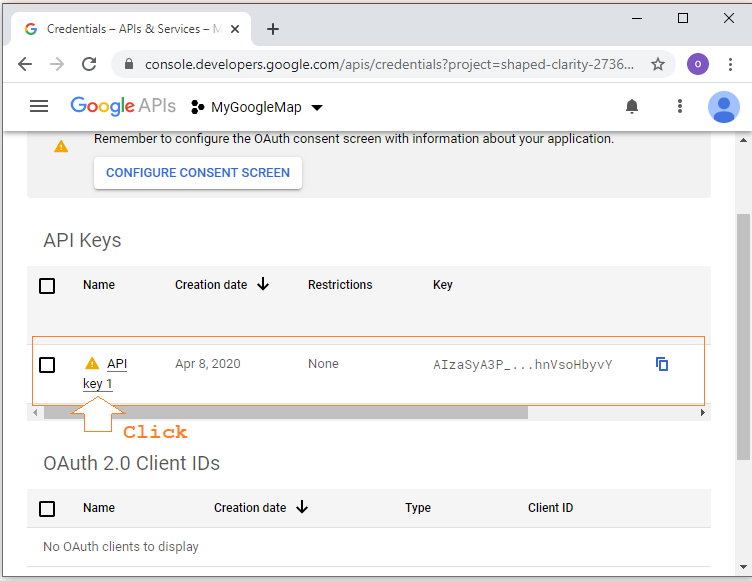 Credentials – APIs & Services – M
console.developers.google.com/apis/credentials?project=shaped-clarity-2736...
O
Google APIs MyGoogleMap
Remember to configure the OAuth consent screen with information about your application.
CONFIGURE CONSENT SCREEN
API Keys
Name Creation date Restrictions Key
API Apr 8, 2020 None AIzaSyA3P_...hnVsoHbyvY
key 1
Click
OAuth 2.0 Client IDs
Name Creation date Type Client ID
No OAuth clients to display